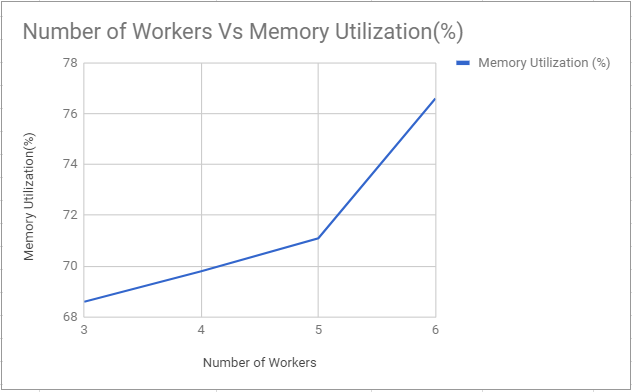 Number of Workers Vs Memory Utilization(%)
Memory Utilization (%)
78
76
74
72
70
68
Memory Utilization(%)
3 4 5 6
Number of Workers